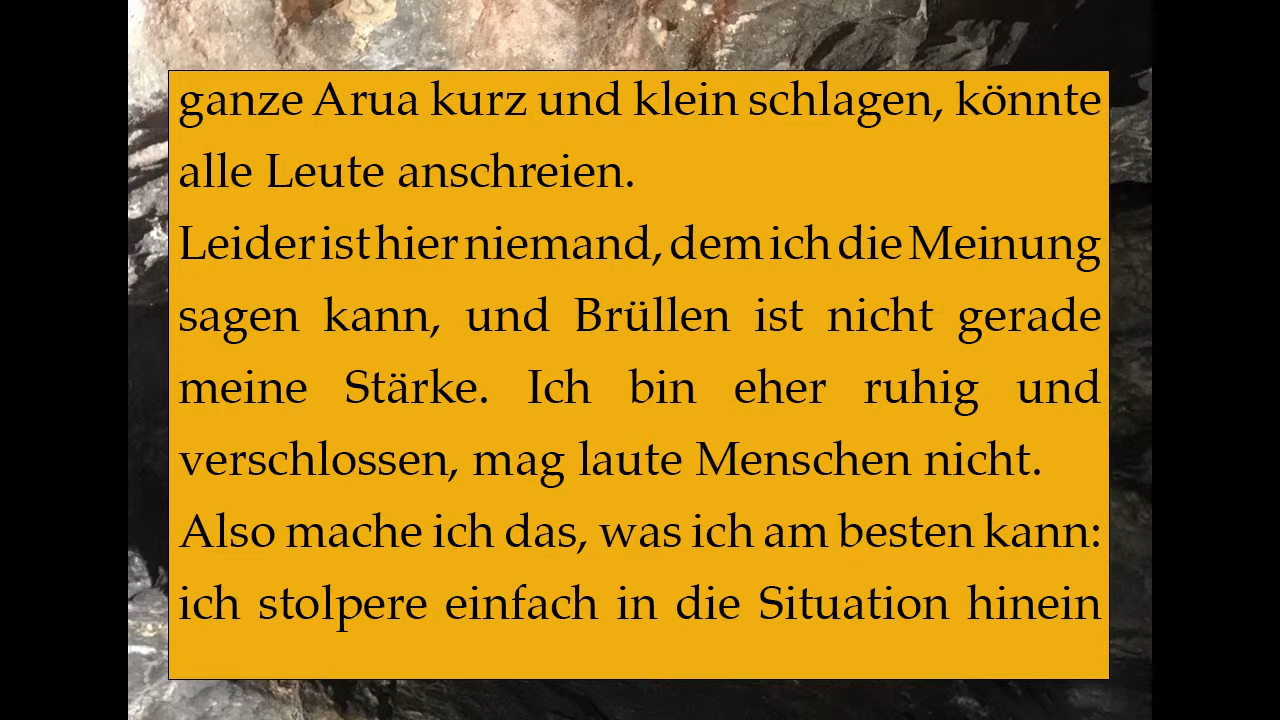 ganze Arua kurz und klein schlagen, könnte
alle Leute anschreien.
Leider ist hier niemand, dem ich die Meinung
sagen kann, und Brüllen ist nicht gerade
meine Stärke. Ich bin eher ruhig und
verschlossen, mag laute Menschen nicht.
Also mache ich das, was ich am besten kann:
ich stolpere einfach in die Situation hinein